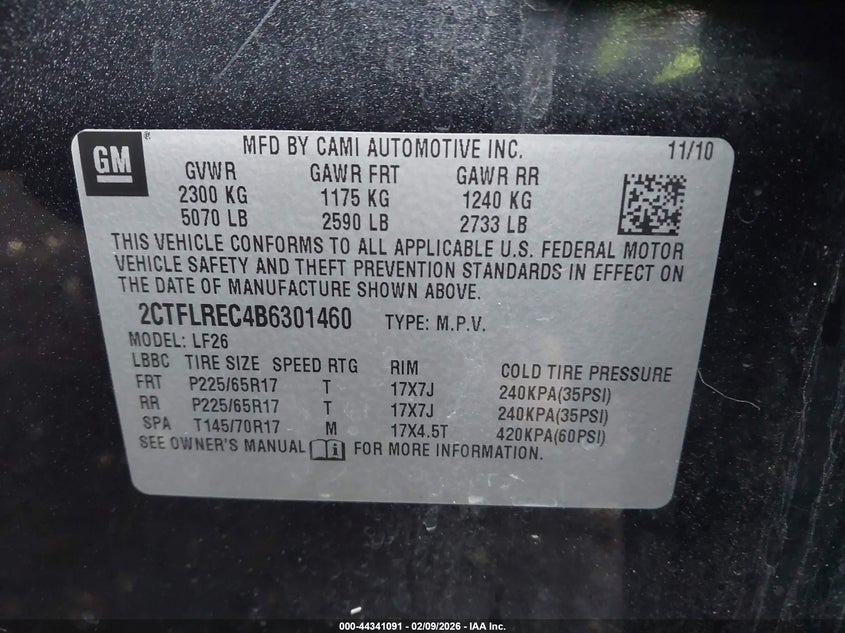 GM
MFD BY CAMI AUTOMOTIVE INC. 11/10
GVWR GAWR FRT GAWR RR
2300 KG 1175 KG 1240 KG
5070 LB 2590 LB 2733 LB
THIS VEHICLE CONFORMS TO ALL APPLICABLE U.S. FEDERAL MOTOR
VEHICLE SAFETY AND THEFT PREVENTION STANDARDS IN EFFECT ON
THE DATE OF MANUFACTURE SHOWN ABOVE.
2CTFLREC4B6301460 TYPE: M.P.V.
MODEL: LF26
LBBC TIRE SIZE SPEED RTG RIM COLD TIRE PRESSURE
FRT P225/65R17 T 17X7J 240KPA(35PSI)
RR P225/65R17 T 17X7J 240KPA(35PSI)
SPA T145/70R17 M 17X4.5T 420KPA(60PSI)
SEE OWNER'S MANUAL FOR MORE INFORMATION.
000-44341091 - 02/09/2026 - IAA Inc.